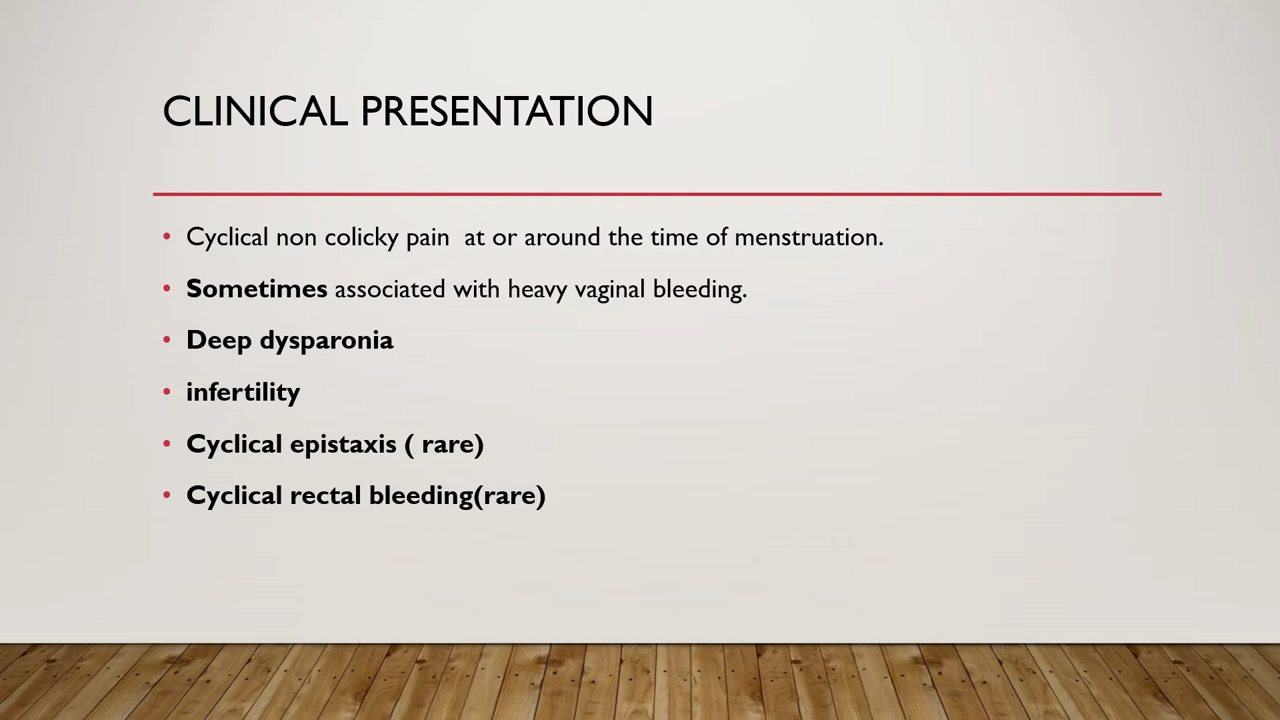 CLINICAL PRESENTATION
• Cyclical non colicky pain  at or around the time of menstruation.
• Sometimes associated with heavy vaginal bleeding.
• Deep dysparonia
• infertility
• Cyclical epistaxis ( rare)
• Cyclical rectal bleeding(rare)